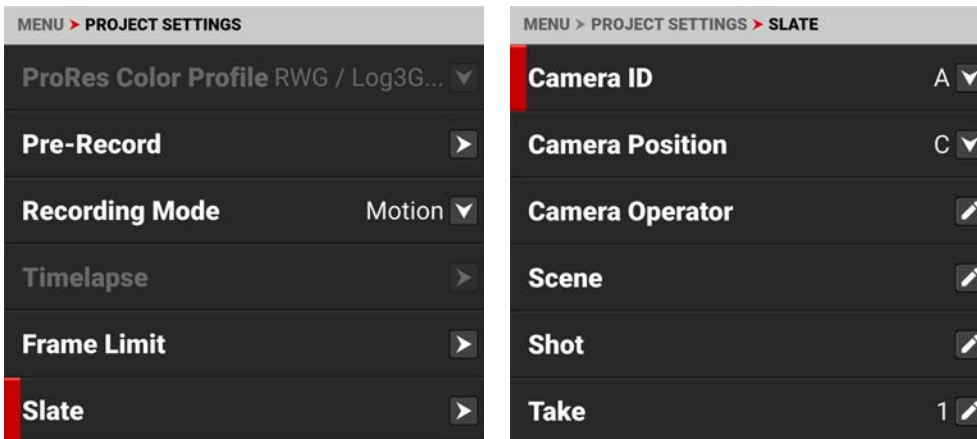 MENU > PROJECT SETTINGS
ProRes Color Profile RWG / Log3G...
Pre-Record
Recording Mode Motion
Timelapse
Frame Limit
Slate
MENU > PROJECT SETTINGS > SLATE
Camera ID A
Camera Position C
Camera Operator
Scene
Shot
Take 1